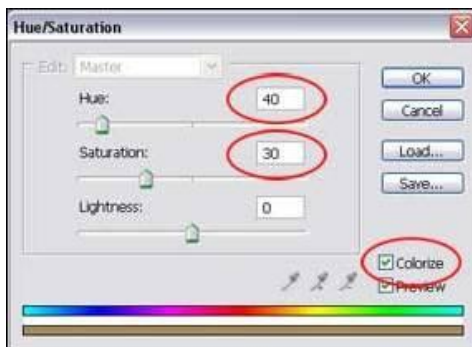 Hue/Saturation
Edit: Master
OK
Hue: 40
Cancel
Saturation: 30
Load...
Save...
Lightness: 0
Colorize
Preview